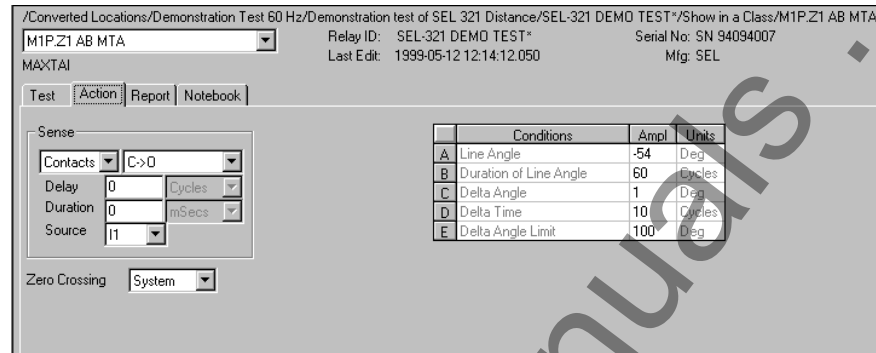 /Converted Locations/Demonstration Test 60 Hz/Demonstration test of SEL 321 Distance/SEL-321 DEMO TEST*/Show in a Class/M1P.Z1 AB MTA
M1P.Z1 AB MTA
Relay ID: SEL-321 DEMO TEST*
Serial No: SN 94094007
Last Edit: 1999-05-12 12:14:12.050
Mfg: SEL
MAXTAI
Test Action Report Notebook
Sense
Contacts C->O
Delay 0 Cycles
Duration 0 mSecs
Source I1
Zero Crossing System
Conditions Ampl Units
A Line Angle -54 Deg
B Duration of Line Angle 60 Cycles
C Delta Angle 1 Deg
D Delta Time 10 Cycles
E Delta Angle Limit 100 Deg